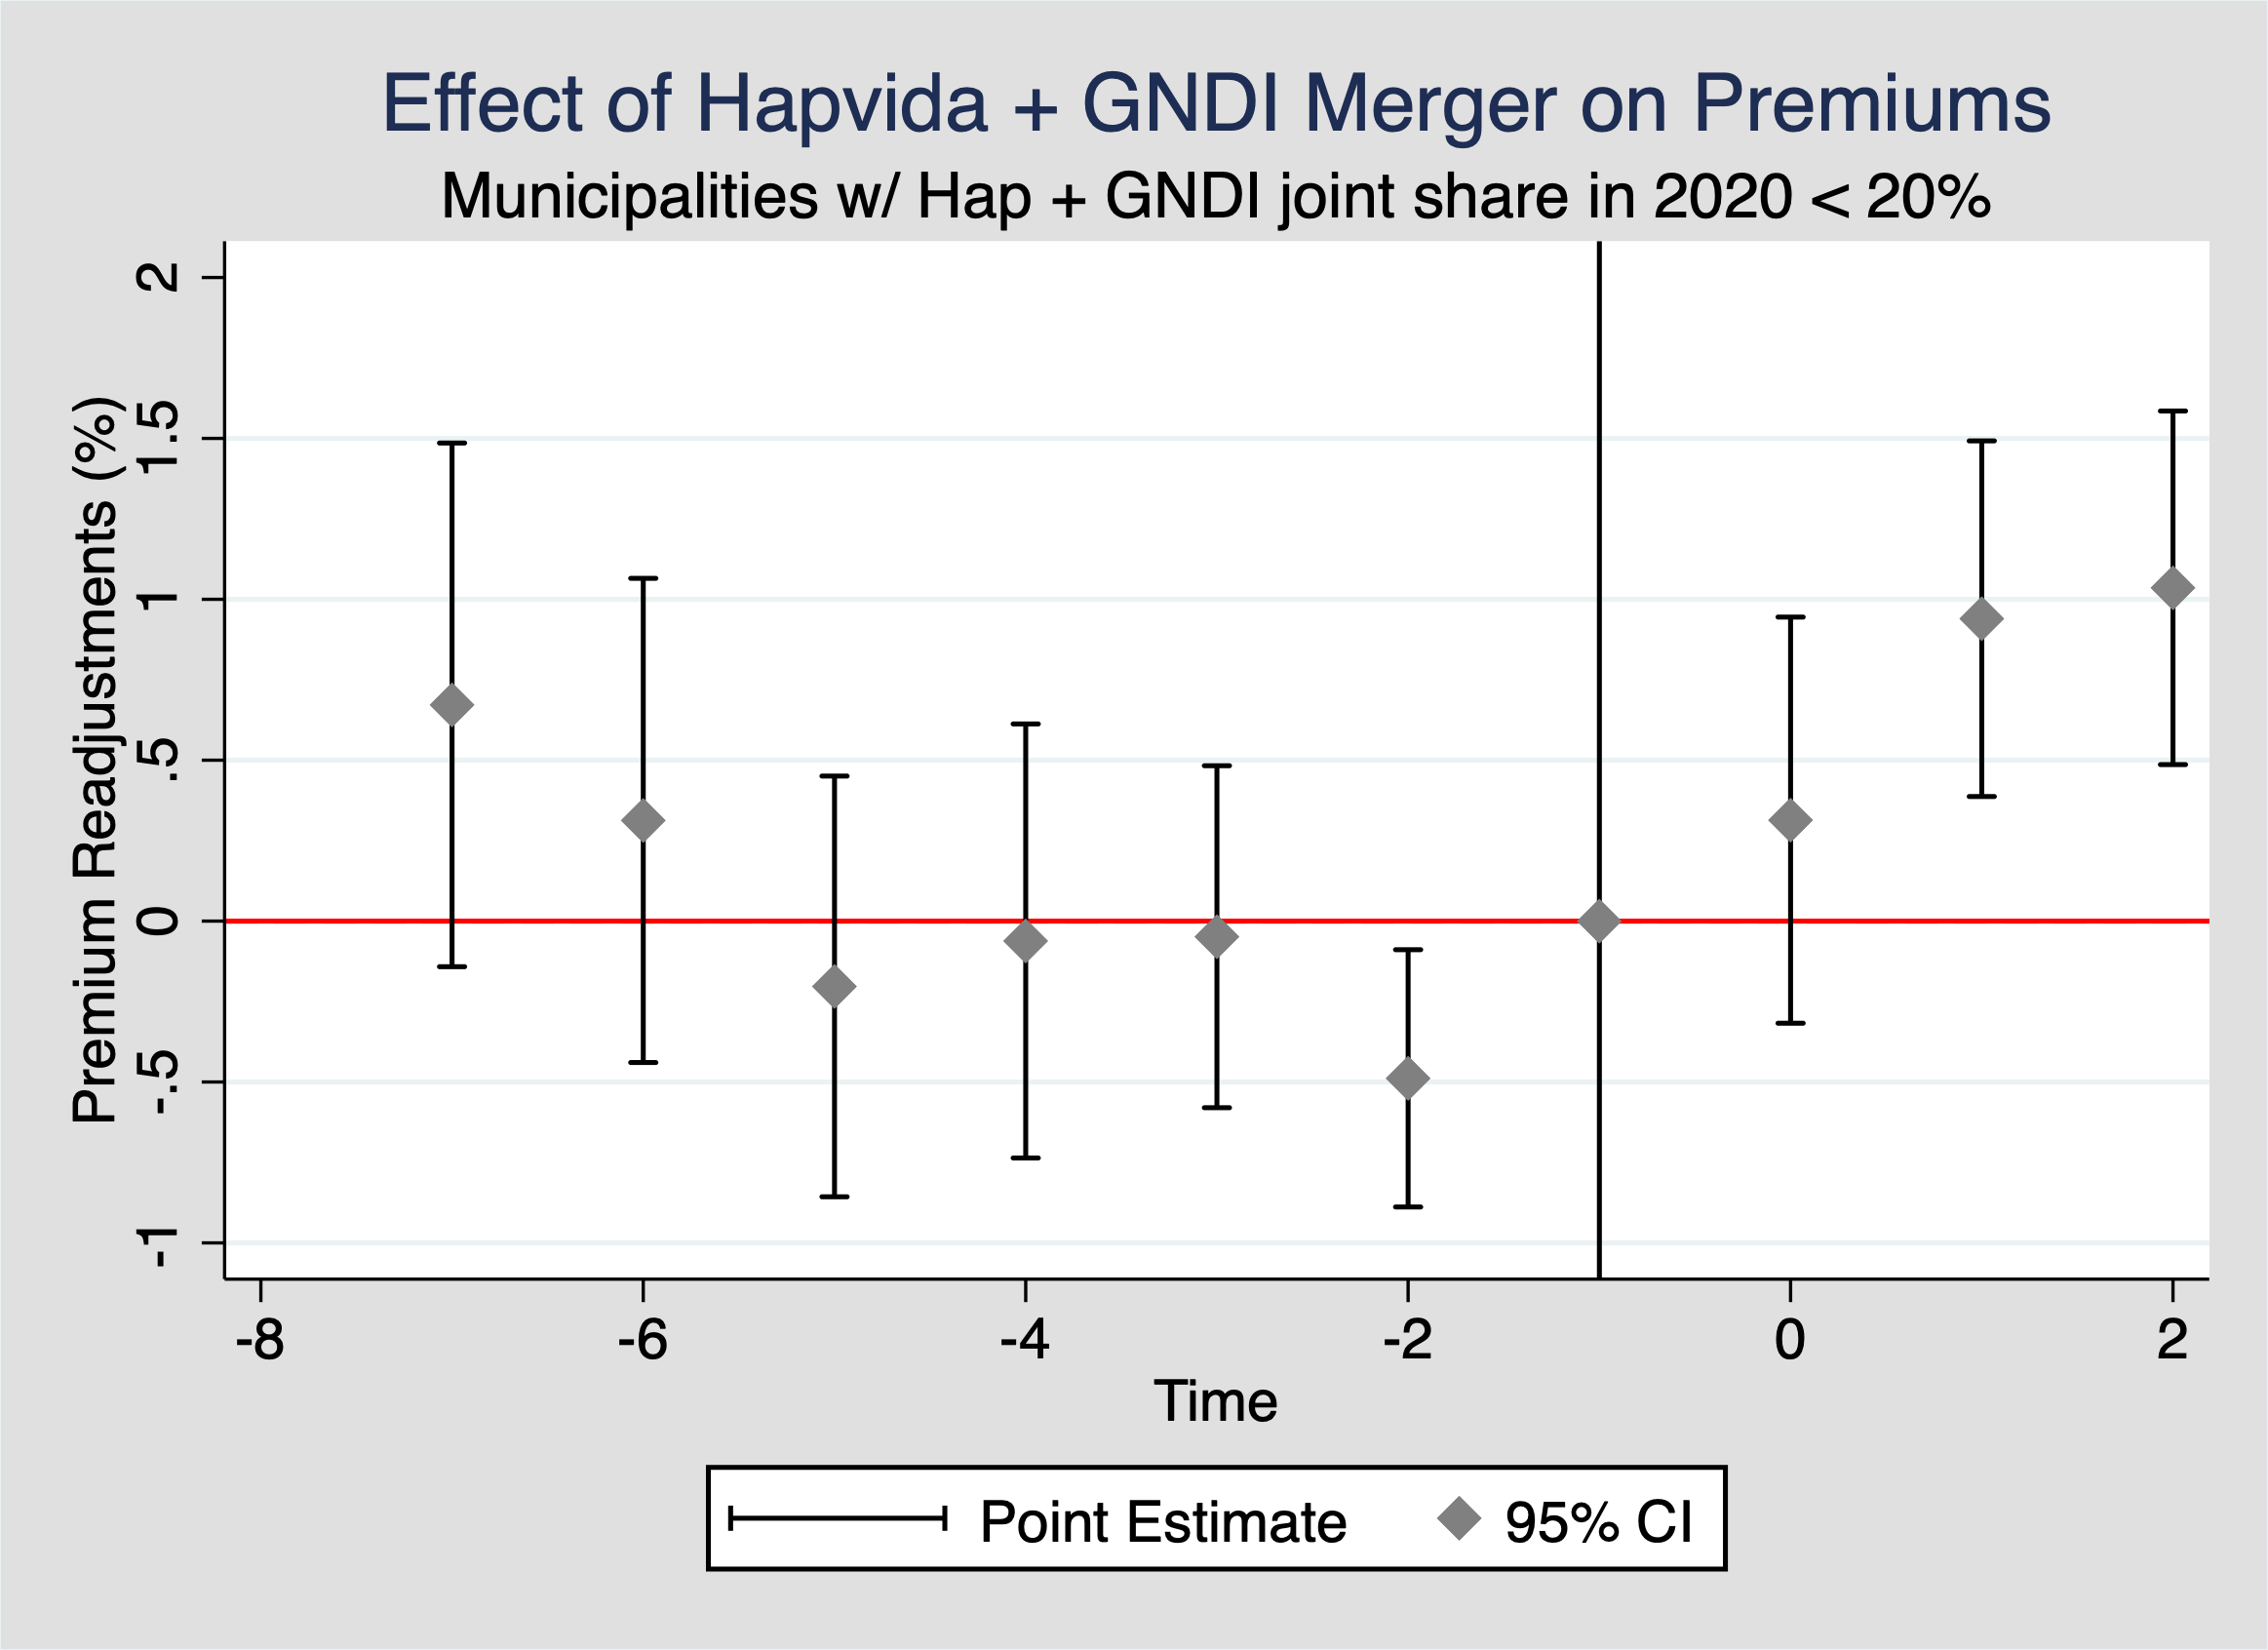 Effect of Hapvida + GNDI Merger on Premiums
Municipalities w/ Hap + GNDI joint share in 2020 < 20%
Premium Readjustments (%)
2
1.5
1
.5
0
-.5
-1
-8 -6 -4 -2 0 2
Time
Point Estimate 95% CI